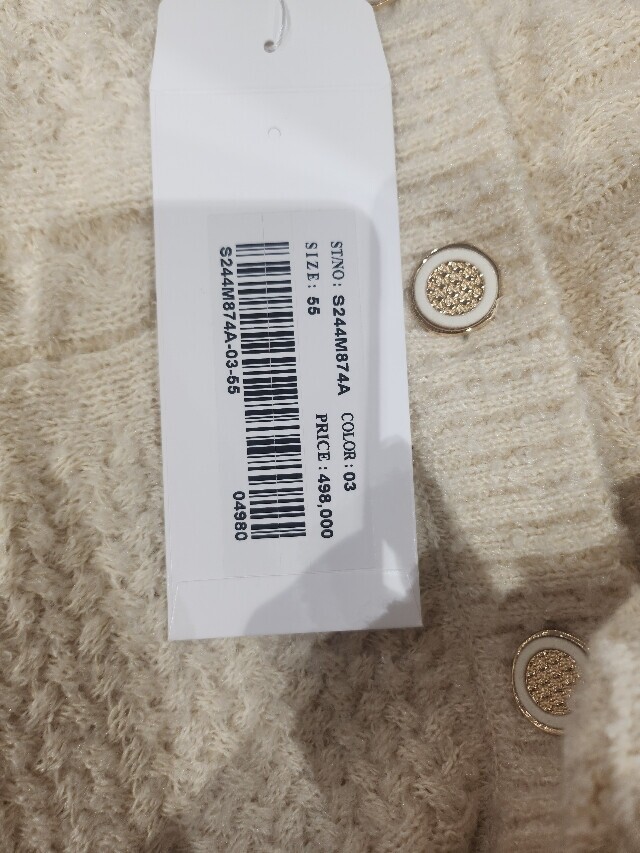 ST/NO: S244M874A COLOR: 03
SIZE: 55 PRICE: 498,000
S244M874A-03-55 04980